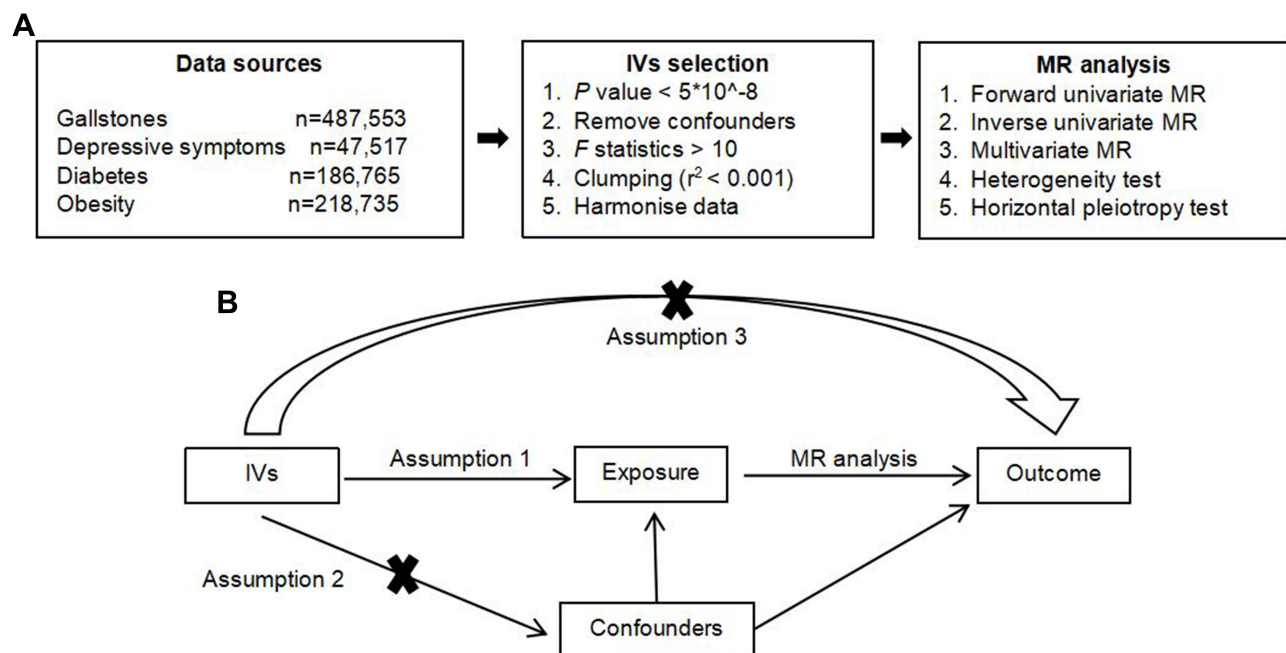 A
Data sources
Gallstones n=487,553
Depressive symptoms n=47,517
Diabetes n=186,765
Obesity n=218,735
IVs selection
1. P value < 5*10^-8
2. Remove confounders
3. F statistics > 10
4. Clumping (r² < 0.001)
5. Harmonise data
MR analysis
1. Forward univariate MR
2. Inverse univariate MR
3. Multivariate MR
4. Heterogeneity test
5. Horizontal pleiotropy test
B
Assumption 3
IVs
Assumption 1
Exposure
MR analysis
Outcome
Assumption 2
Confounders